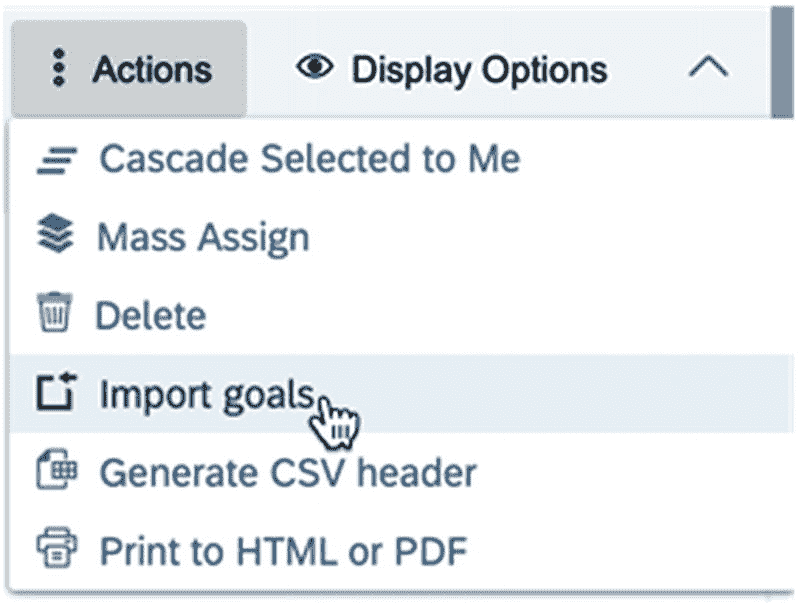 Actions Display Options
Cascade Selected to Me
Mass Assign
Delete
Import goals
Generate CSV header
Print to HTML or PDF